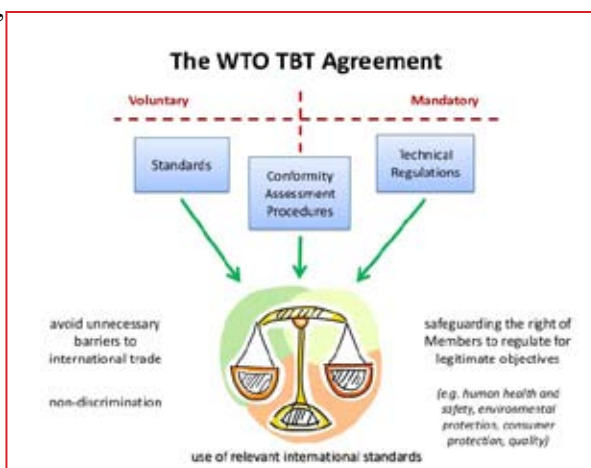 The WTO TBT Agreement
Voluntary
Mandatory
Standards
Conformity
Assessment
Procedures
Technical
Regulations
avoid unnecessary
barriers to
international trade
non-discrimination
safeguarding the right of
Members to regulate for
legitimate objectives
(e.g. human health and
safety, environmental
protection, consumer
protection, quality)
use of relevant international standards